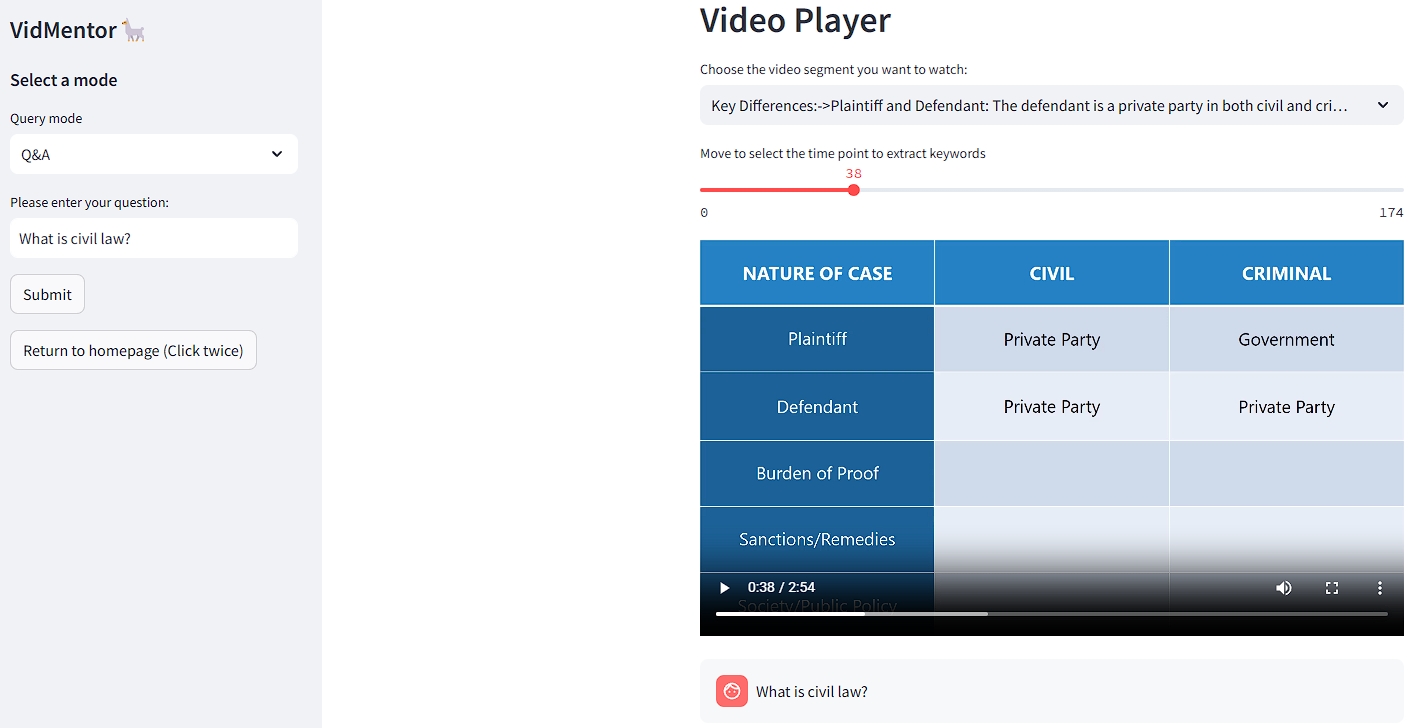 VidMentor
Select a mode
Query mode
Q&A
Please enter your question:
What is civil law?
Submit
Return to homepage (Click twice)
Video Player
Choose the video segment you want to watch:
Key Differences:->Plaintiff and Defendant: The defendant is a private party in both civil and cri...
Move to select the time point to extract keywords
38
0 174
NATURE OF CASE CIVIL CRIMINAL
Plaintiff Private Party Government
Defendant Private Party Private Party
Burden of Proof
Sanctions/Remedies
0:38 / 2:54
Society/Public Policy
What is civil law?